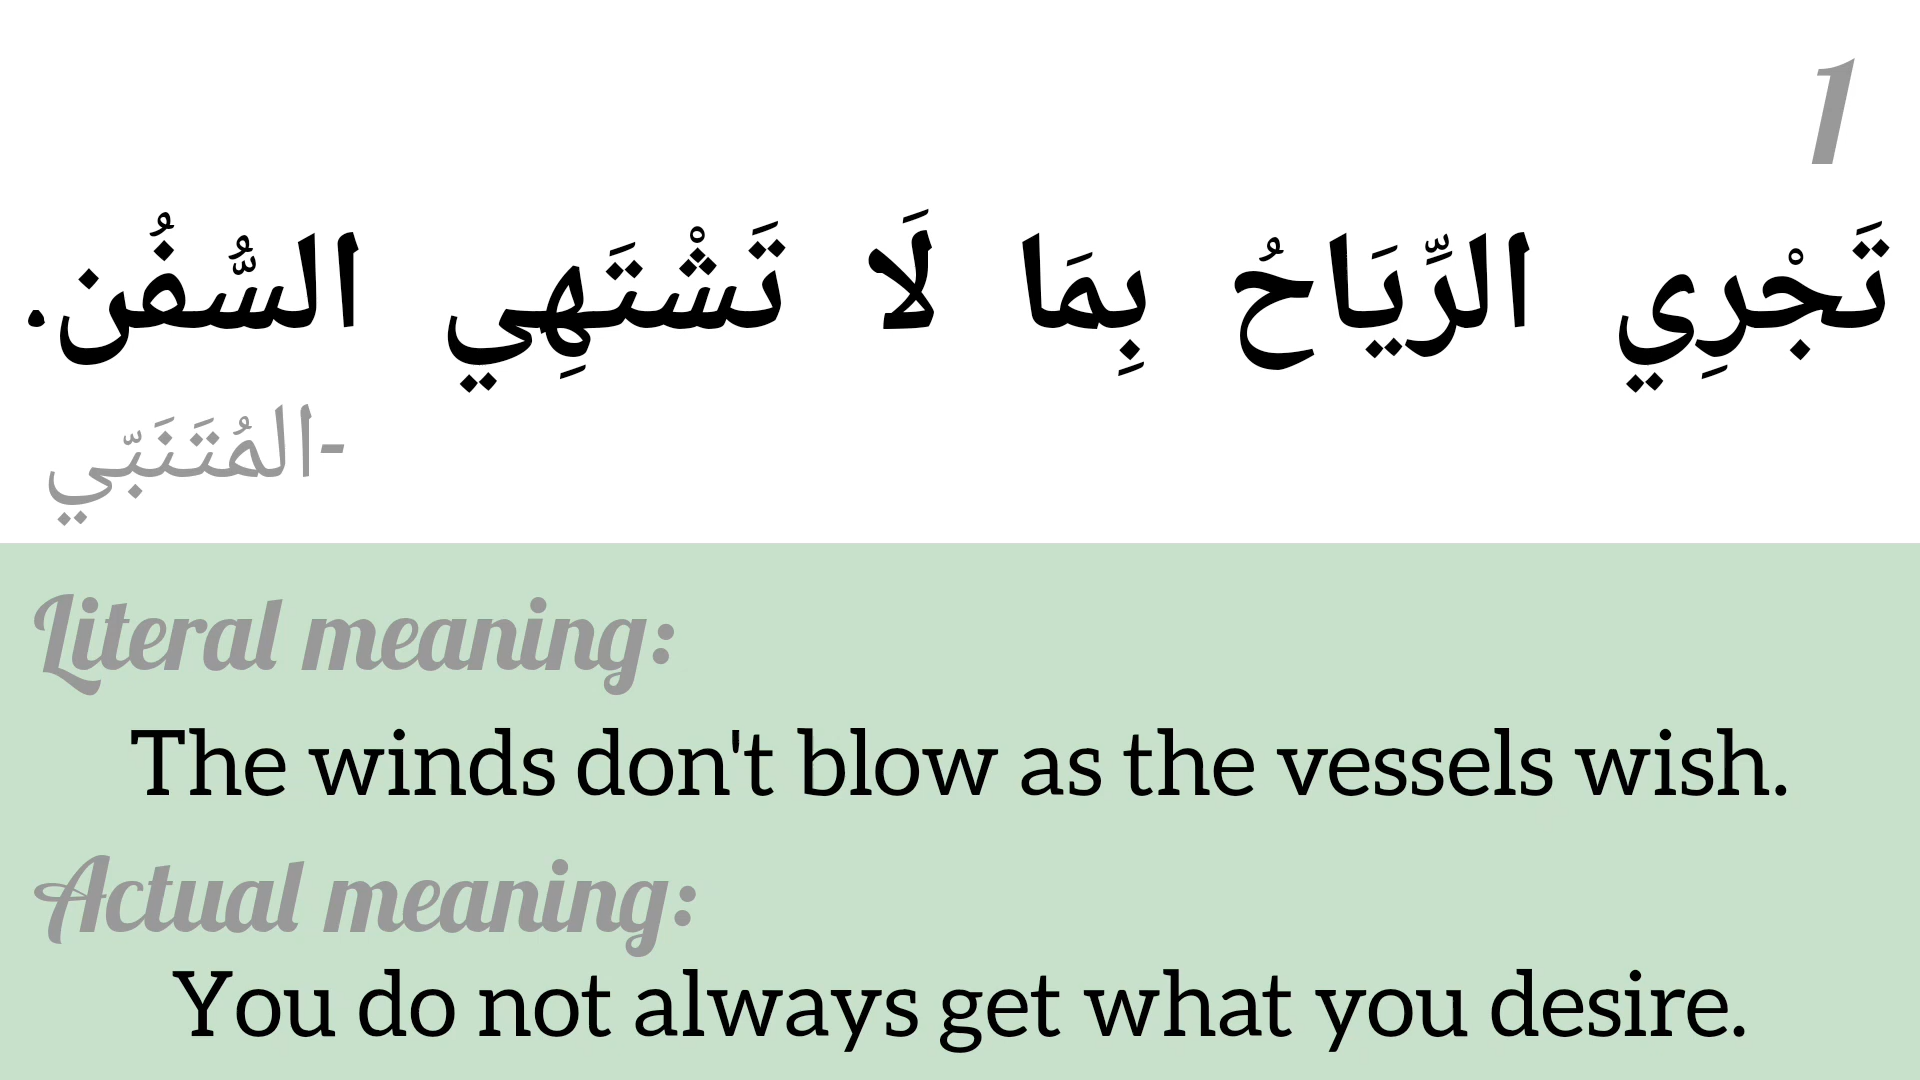 1
تَجْرِي الرِّيَاحُ بِمَا لَا تَشْتَهِي السُّفُن.
-المُتَنَبّي
Literal meaning:
The winds don't blow as the vessels wish.
Actual meaning:
You do not always get what you desire.